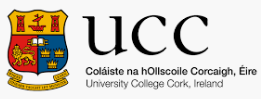 ucc
Coláiste na hOllscoile Corcaigh, Éire
University College Cork, Ireland